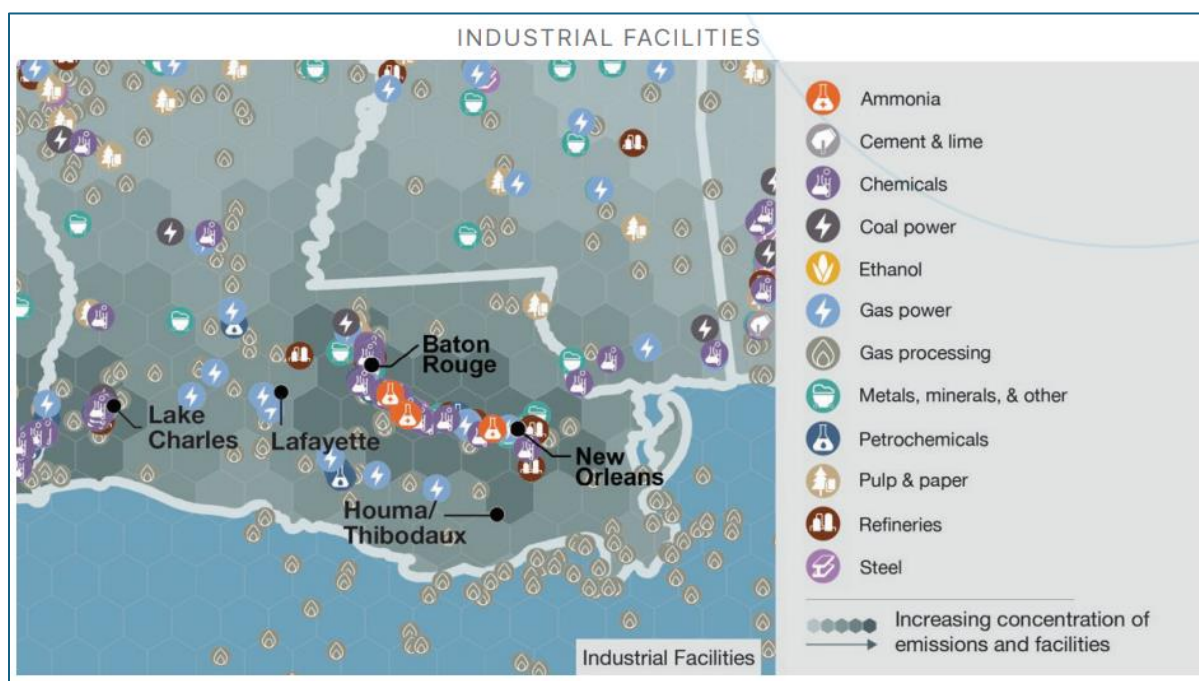 INDUSTRIAL FACILITIES
Baton
Rouge
Lake
Charles
Lafayette
New
Orleans
Houma/
Thibodaux
Industrial Facilities
Ammonia
Cement & lime
Chemicals
Coal power
Ethanol
Gas power
Gas processing
Metals, minerals, & other
Petrochemicals
Pulp & paper
Refineries
Steel
Increasing concentration of
emissions and facilities